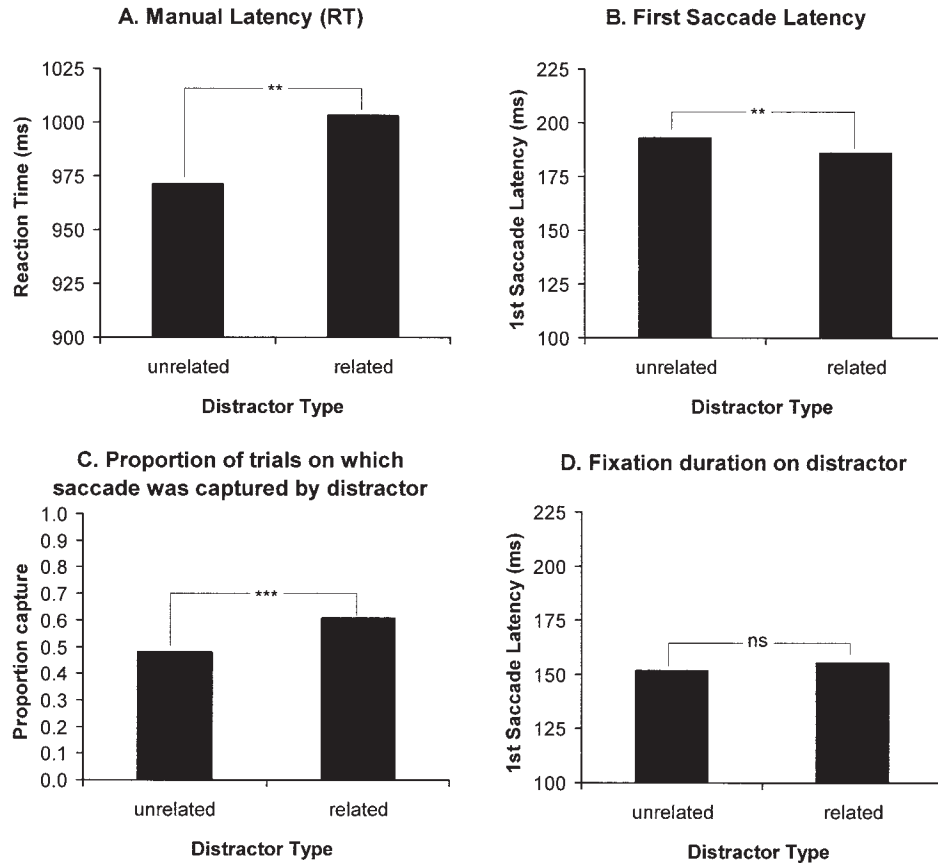 A. Manual Latency (RT)
Reaction Time (ms)
1025
1000
975
950
925
900
**
unrelated
related
Distractor Type
B. First Saccade Latency
1st Saccade Latency (ms)
225
200
175
150
125
100
**
unrelated
related
Distractor Type
C. Proportion of trials on which
saccade was captured by distractor
Proportion capture
1.0
0.9
0.8
0.7
0.6
0.5
0.4
0.3
0.2
0.1
0.0
***
unrelated
related
Distractor Type
D. Fixation duration on distractor
1st Saccade Latency (ms)
225
200
175
150
125
100
ns
unrelated
related
Distractor Type